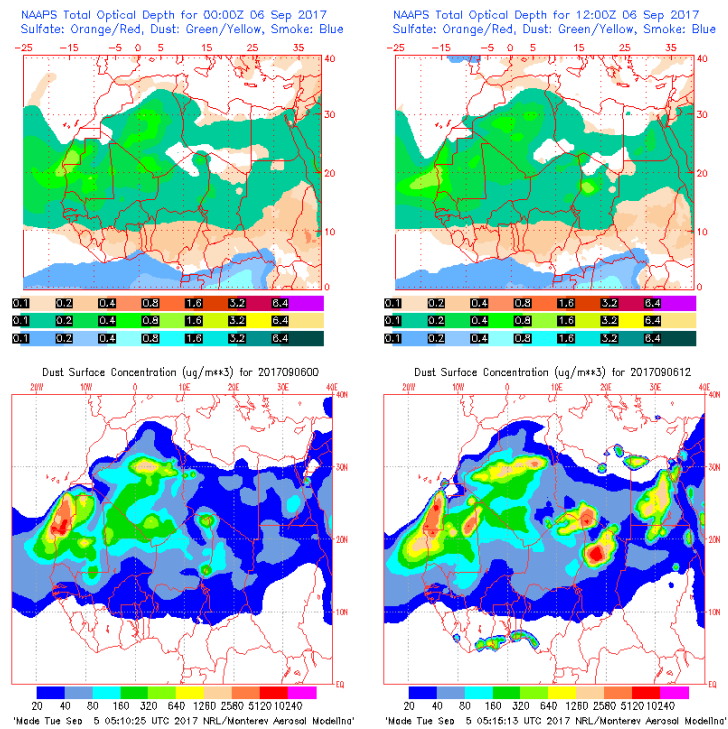 NAAPS Total Optical Depth for 00:00Z 06 Sep 2017
Sulfate: Orange/Red, Dust: Green/Yellow, Smoke: Blue
-25 -15 -5 0 5 15 25 35
40
30
20
10
0
0.1 0.2 0.4 0.8 1.6 3.2 6.4
0.1 0.2 0.4 0.8 1.6 3.2 6.4
0.1 0.2 0.4 0.8 1.6 3.2 6.4
NAAPS Total Optical Depth for 12:00Z 06 Sep 2017
Sulfate: Orange/Red, Dust: Green/Yellow, Smoke: Blue
-25 -15 -5 0 5 15 25 35
40
30
20
10
0
0.1 0.2 0.4 0.8 1.6 3.2 6.4
0.1 0.2 0.4 0.8 1.6 3.2 6.4
0.1 0.2 0.4 0.8 1.6 3.2 6.4
Dust Surface Concentration (ug/m**3) for 2017090600
20W 10W 0 10E 20E 30E 40E
40N
30N
20N
10N
EQ
20 40 80 160 320 640 1280 2580 5120 10240
'Made Tue Sep 5 05:10:25 UTC 2017 NRL/Monterey Aerosol Modeling'
Dust Surface Concentration (ug/m**3) for 2017090612
20W 10W 0 10E 20E 30E 40E
40N
30N
20N
10N
EQ
20 40 80 160 320 640 1280 2580 5120 10240
'Made Tue Sep 5 05:15:13 UTC 2017 NRL/Monterey Aerosol Modeling'